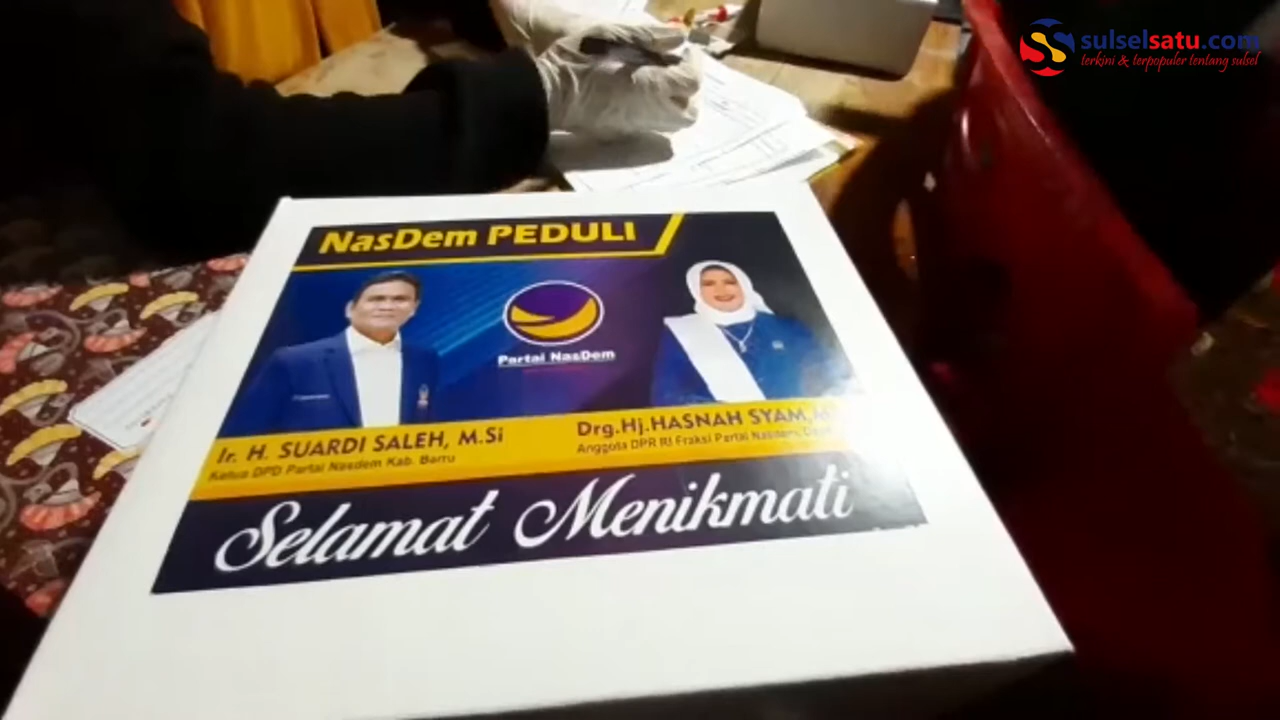 sulselsatu.com
terkini & terpopuler tentang sulsel
NasDem PEDULI
Partai NasDem
Ir. H. SUARDI SALEH, M.Si
Ketua DPD Partai Nasdem Kab. Barru
Drg.Hj.HASNAH SYAM,
Anggota DPR RI Fraksi Partai Nasdem,
Selamat Menikmati